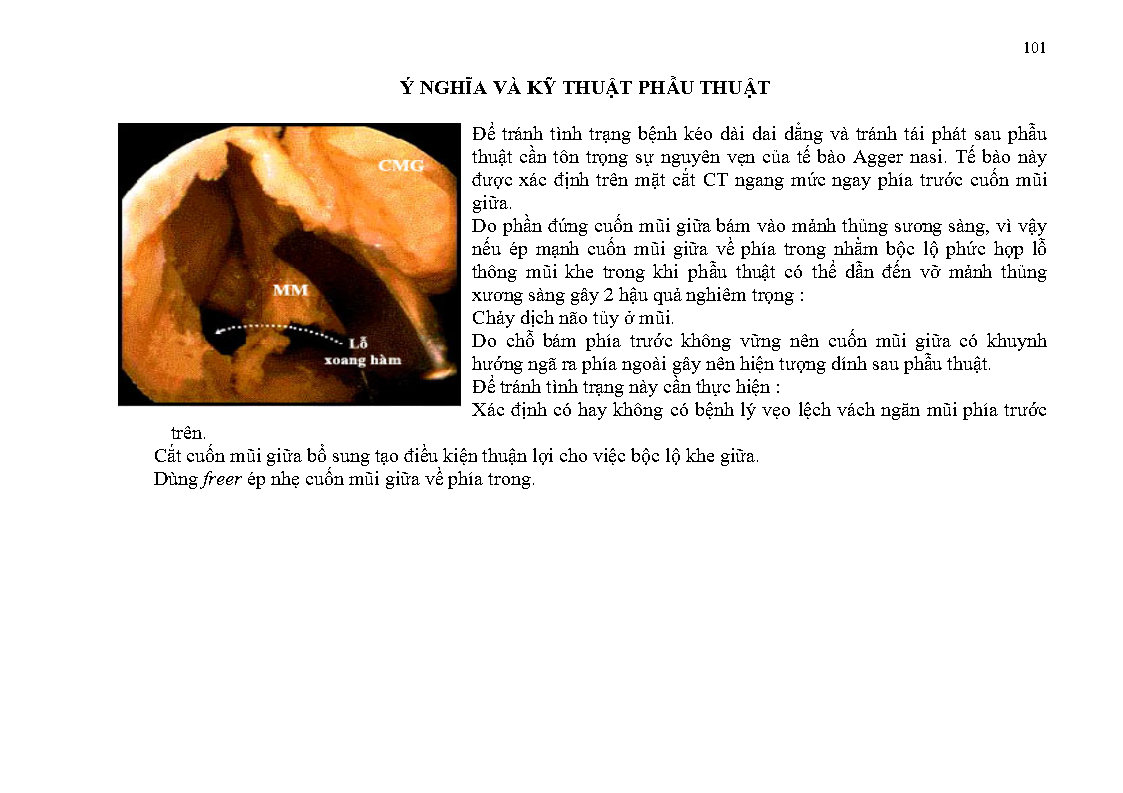 101
Ý NGHĨA VÀ KỸ THUẬT PHẪU THUẬT
CMG
MM
Lỗ
xoang hàm
Để tránh tình trạng bệnh kéo dài dai dẳng và tránh tái phát sau phẫu
thuật cần tôn trọng sự nguyên vẹn của tế bào Agger nasi. Tế bào này
được xác định trên mặt cắt CT ngang mức ngay phía trước cuốn mũi
giữa.
Do phần đứng cuốn mũi giữa bám vào mảnh thủng sương sàng, vì vậy
nếu ép mạnh cuốn mũi giữa về phía trong nhằm bộc lộ phức hợp lỗ
thông mũi khe trong khi phẫu thuật có thể dẫn đến vỡ mảnh thủng
xương sàng gây 2 hậu quả nghiêm trọng :
Chảy dịch não tủy ở mũi.
Do chỗ bám phía trước không vững nên cuốn mũi giữa có khuynh
hướng ngã ra phía ngoài gây nên hiện tượng dính sau phẫu thuật.
Để tránh tình trạng này cần thực hiện :
Xác định có hay không có bệnh lý vẹo lệch vách ngăn mũi phía trước
trên.
Cắt cuốn mũi giữa bổ sung tạo điều kiện thuận lợi cho việc bộc lộ khe giữa.
Dùng freer ép nhẹ cuốn mũi giữa về phía trong.